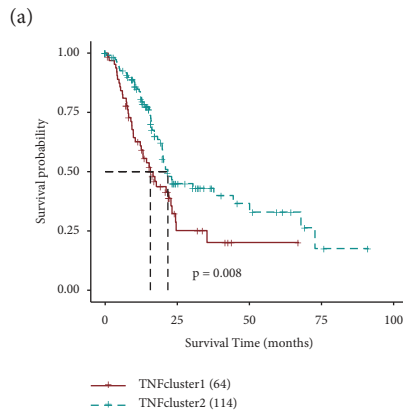 (a)
1.00
0.75
0.50
0.25
0.00
Survival probability
p = 0.008
0 25 50 75 100
Survival Time (months)
TNFcluster1 (64)
TNFcluster2 (114)